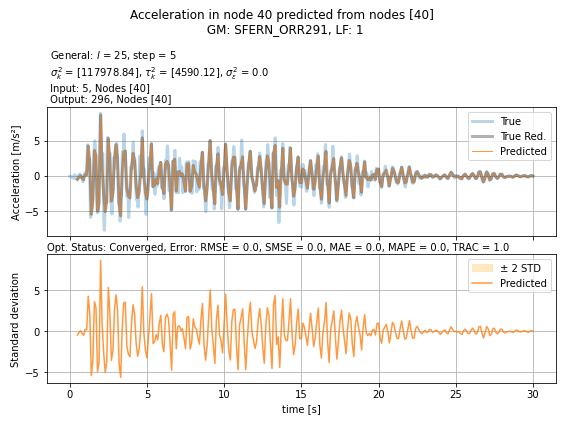 Acceleration in node 40 predicted from nodes [40]
GM: SFERN_ORR291, LF: 1
General: l = 25, step = 5
σ²ₖ = [117978.84], τ²ₖ = [4590.12], σ²ε = 0.0
Input: 5, Nodes [40]
Output: 296, Nodes [40]
Acceleration [m/s²]
5
0
−5
True
True Red.
Predicted
Opt. Status: Converged, Error: RMSE = 0.0, SMSE = 0.0, MAE = 0.0, MAPE = 0.0, TRAC = 1.0
Standard deviation
5
0
−5
± 2 STD
Predicted
0 5 10 15 20 25 30
time [s]